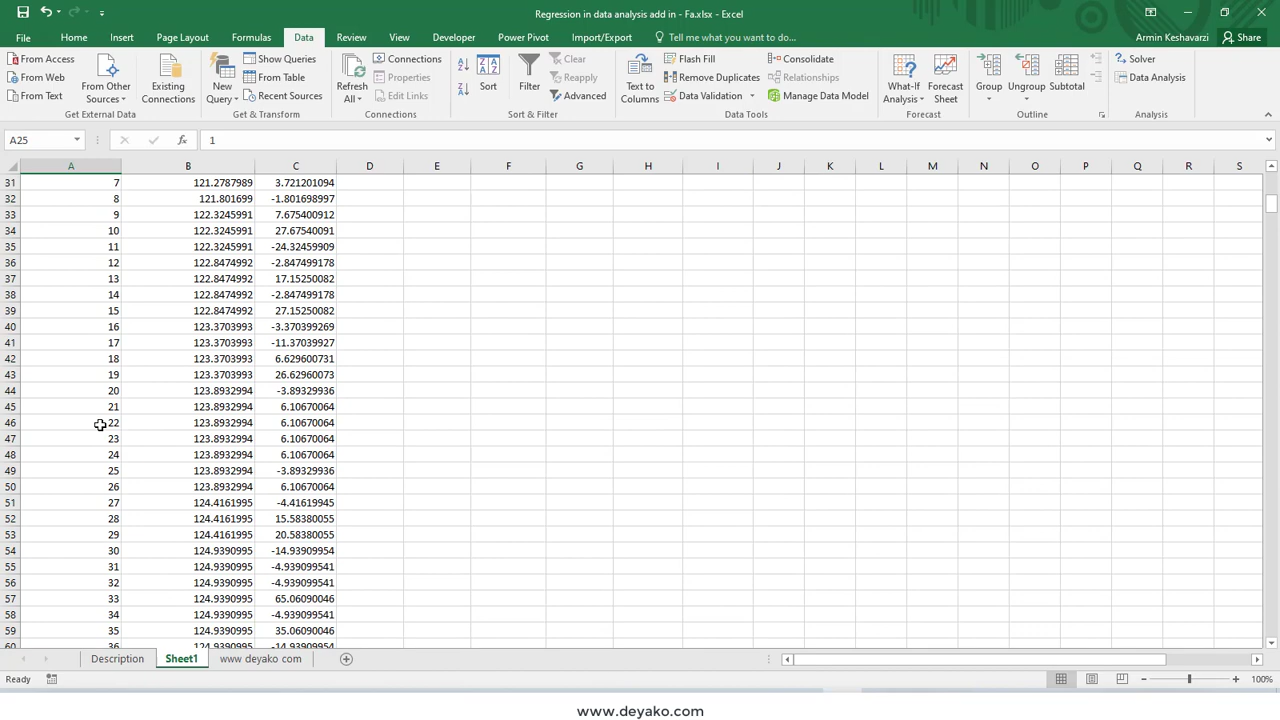 Regression in data analysis add in - Fa.xlsx - Excel
File Home Insert Page Layout Formulas Data Review View Developer Power Pivot Import/Export Tell me what you want to do... Armin Keshavarzi Share
From Access
From Web
From Text
From Other Sources
Get External Data
Existing Connections
New Query
Show Queries
From Table
Recent Sources
Get & Transform
Refresh All
Connections
Properties
Edit Links
Connections
Sort
Filter
Clear
Reapply
Advanced
Sort & Filter
Text to Columns
Flash Fill
Remove Duplicates
Data Validation
Consolidate
Relationships
Manage Data Model
Data Tools
What-If Analysis
Forecast Sheet
Forecast
Group
Ungroup
Subtotal
Outline
Solver
Data Analysis
Analysis
A25 fx 1
A B C D E F G H I J K L M N O P Q R S
31 7 121.2787989 3.721201094
32 8 121.801699 -1.801698997
33 9 122.3245991 7.675400912
34 10 122.3245991 27.67540091
35 11 122.3245991 -24.32459909
36 12 122.8474992 -2.847499178
37 13 122.8474992 17.15250082
38 14 122.8474992 -2.847499178
39 15 122.8474992 27.15250082
40 16 123.3703993 -3.370399269
41 17 123.3703993 -11.37039927
42 18 123.3703993 6.629600731
43 19 123.3703993 26.62960073
44 20 123.8932994 -3.89329936
45 21 123.8932994 6.10670064
46 22 123.8932994 6.10670064
47 23 123.8932994 6.10670064
48 24 123.8932994 6.10670064
49 25 123.8932994 -3.89329936
50 26 123.8932994 6.10670064
51 27 124.4161995 -4.41619945
52 28 124.4161995 15.58380055
53 29 124.4161995 20.58380055
54 30 124.9390995 -14.93909954
55 31 124.9390995 -4.939099541
56 32 124.9390995 -4.939099541
57 33 124.9390995 65.06090046
58 34 124.9390995 -4.939099541
59 35 124.9390995 35.06090046
60 36 124.9390995 -14.93909954
Description Sheet1 www deyako com
Ready 100%
www.deyako.com